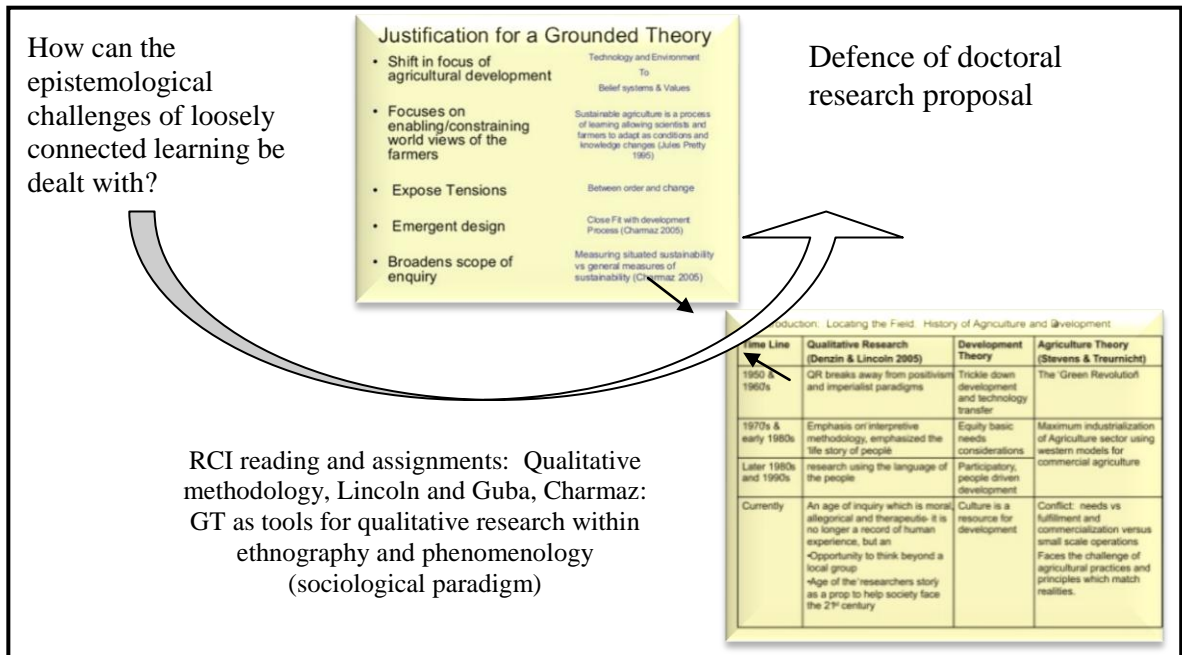 How can the
epistemological
challenges of loosely
connected learning be
dealt with?
Justification for a Grounded Theory
• Shift in focus of
agricultural development
Technology and Environment
To
Belief systems & Values
• Focuses on
enabling/constraining
world views of the
farmers
Sustainable agriculture is a process
of learning allowing scientists and
farmers to adapt as conditions and
knowledge changes (Jules Pretty
1995)
• Expose Tensions
Between order and change
• Emergent design
Close Fit with development
Process (Charmaz 2005)
• Broadens scope of
enquiry
Measuring situated sustainability
vs general measures of
sustainability (Charmaz 2005)
Defence of doctoral
research proposal
RCI reading and assignments: Qualitative
methodology, Lincoln and Guba, Charmaz:
GT as tools for qualitative research within
ethnography and phenomenology
(sociological paradigm)
Locating the Field: History of Agriculture and Development
Time Line
Qualitative Research
(Denzin & Lincoln 2005)
Development
Theory
Agriculture Theory
(Stevens & Treurnicht)
1950 &
1960's
QR breaks away from positivism
and imperialist paradigms
Trickle down
development
and technology
transfer
The 'Green Revolution'
1970's &
early 1980s
Emphasis on interpretive
methodology, emphasized the
'life story of people'
Equity basic
needs
considerations
Maximum industrialization
of Agriculture sector using
western models for
commercial agriculture
Later 1980s
and 1990s
research using the language of
the people
Participatory,
people driven
development
Currently
An age of inquiry which is moral,
allegorical and therapeutic- it is
no longer a record of human
experience, but an
•Opportunity to think beyond a
local group
•Age of the 'researchers story'
as a prop to help society face
the 21st century
Culture is a
resource for
development
Conflict: needs vs
fulfillment and
commercialization versus
small scale operations
Faces the challenge of
agricultural practices and
principles which match
realities.